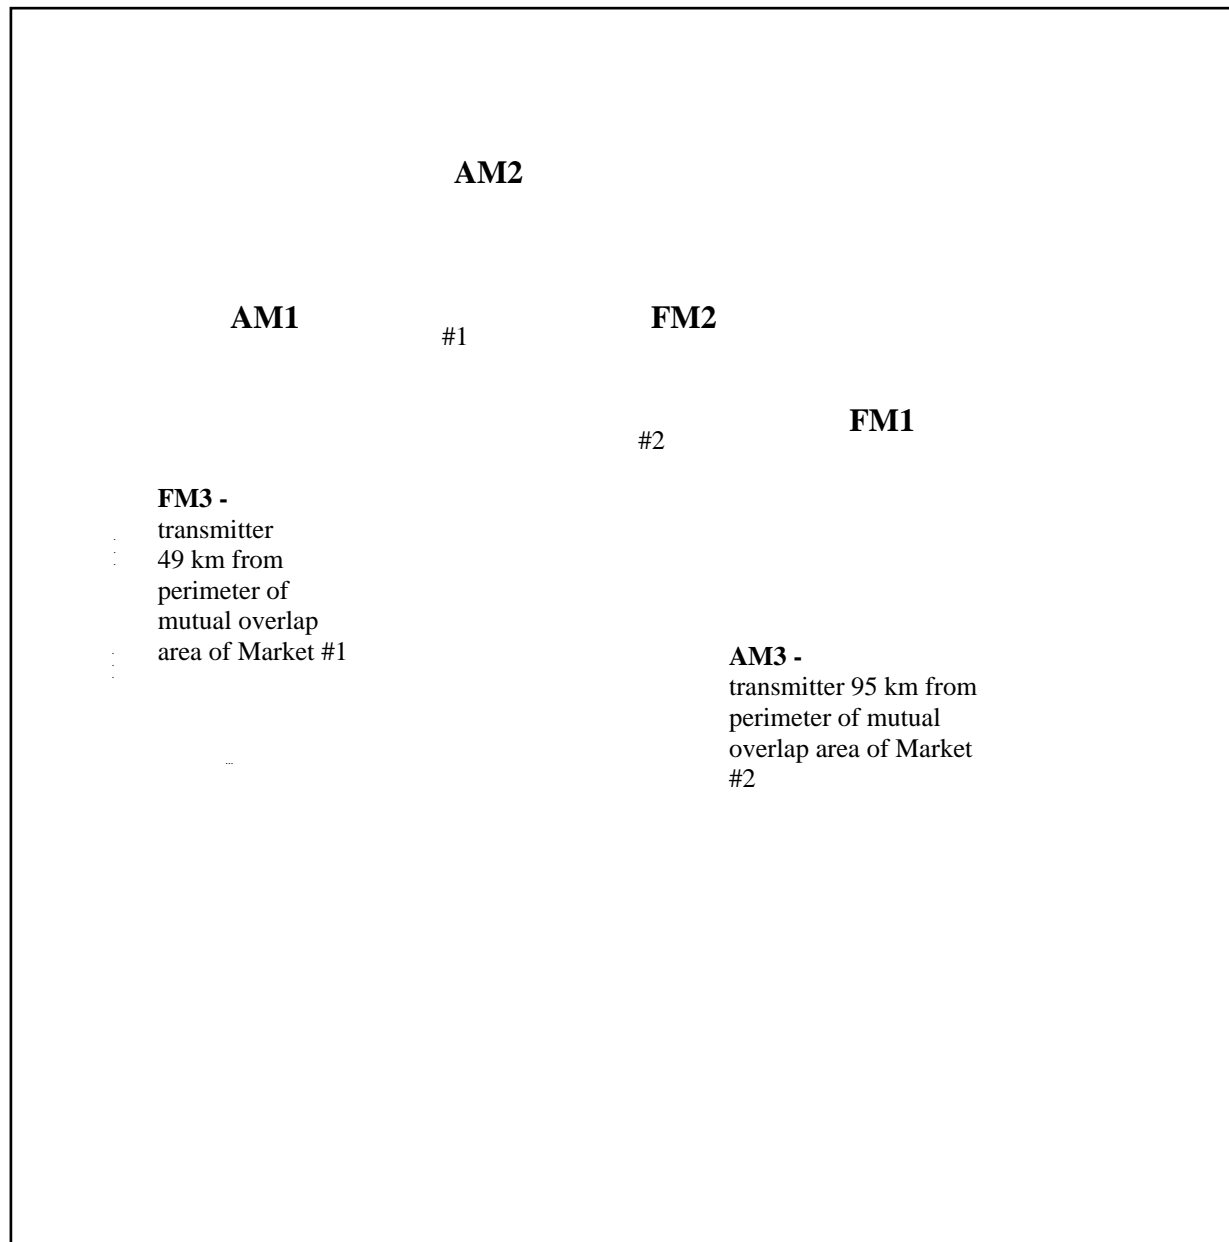 AM2
AM1
#1
FM2
#2
FM1
FM3 -
transmitter
49 km from
perimeter of
mutual overlap
area of Market #1
AM3 -
transmitter 95 km from
perimeter of mutual
overlap area of Market
#2